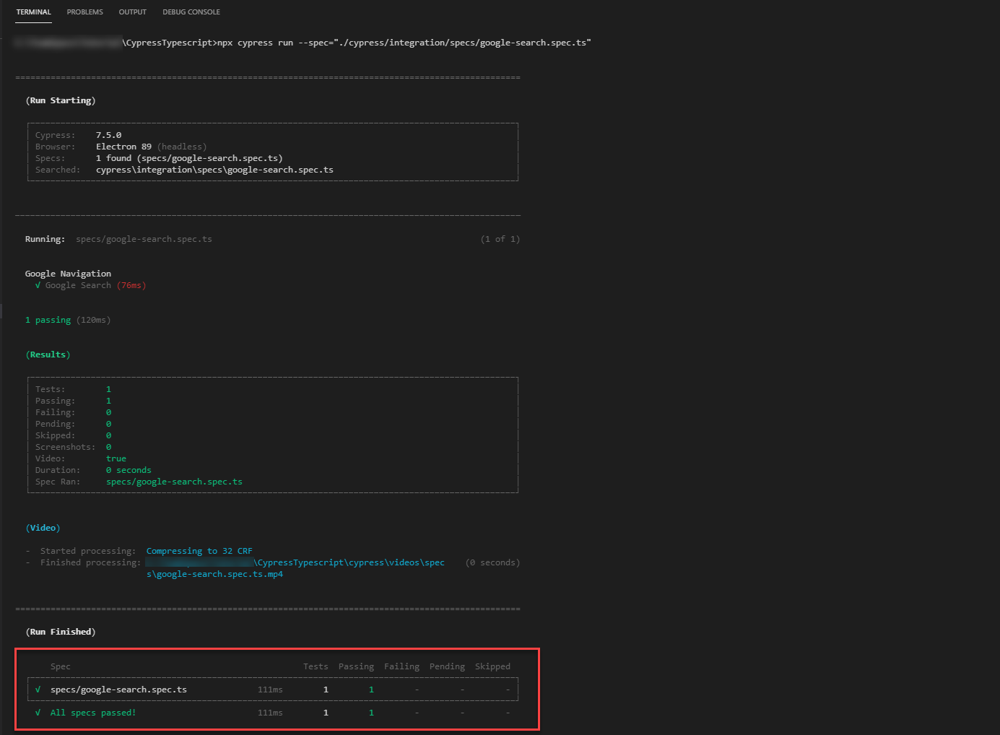 TERMINAL PROBLEMS OUTPUT DEBUG CONSOLE
\CypressTypescript>npx cypress run --spec="./cypress/integration/specs/google-search.spec.ts"
(Run Starting)
Cypress: 7.5.0
Browser: Electron 89 (headless)
Specs: 1 found (specs/google-search.spec.ts)
Searched: cypress\integration\specs\google-search.spec.ts
Running: specs/google-search.spec.ts (1 of 1)
Google Navigation
√ Google Search (76ms)
1 passing (120ms)
(Results)
Tests: 1
Passing: 1
Failing: 0
Pending: 0
Skipped: 0
Screenshots: 0
Video: true
Duration: 0 seconds
Spec Ran: specs/google-search.spec.ts
(Video)
- Started processing: Compressing to 32 CRF
- Finished processing: \CypressTypescript\cypress\videos\spec (0 seconds)
s\google-search.spec.ts.mp4
(Run Finished)
Spec Tests Passing Failing Pending Skipped
√ specs/google-search.spec.ts 111ms 1 1 - - -
√ All specs passed! 111ms 1 1 - - -